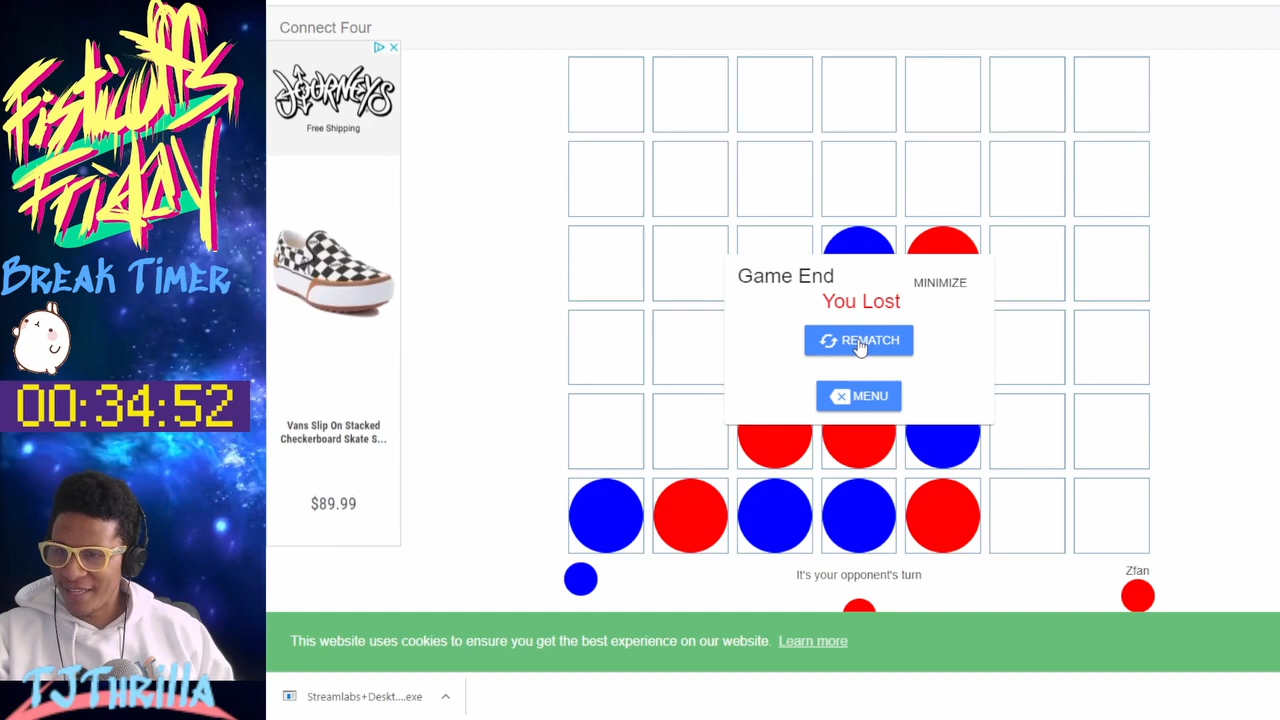 Fisticuffs
Friday
Break Timer
00:34:52
TJThrilla
Connect Four
JOURNEYS
Free Shipping
Vans Slip On Stacked
Checkerboard Skate S...
$89.99
Game End
MINIMIZE
You Lost
REMATCH
MENU
It's your opponent's turn
Zfan
This website uses cookies to ensure you get the best experience on our website. Learn more
Streamlabs+Deskt....exe